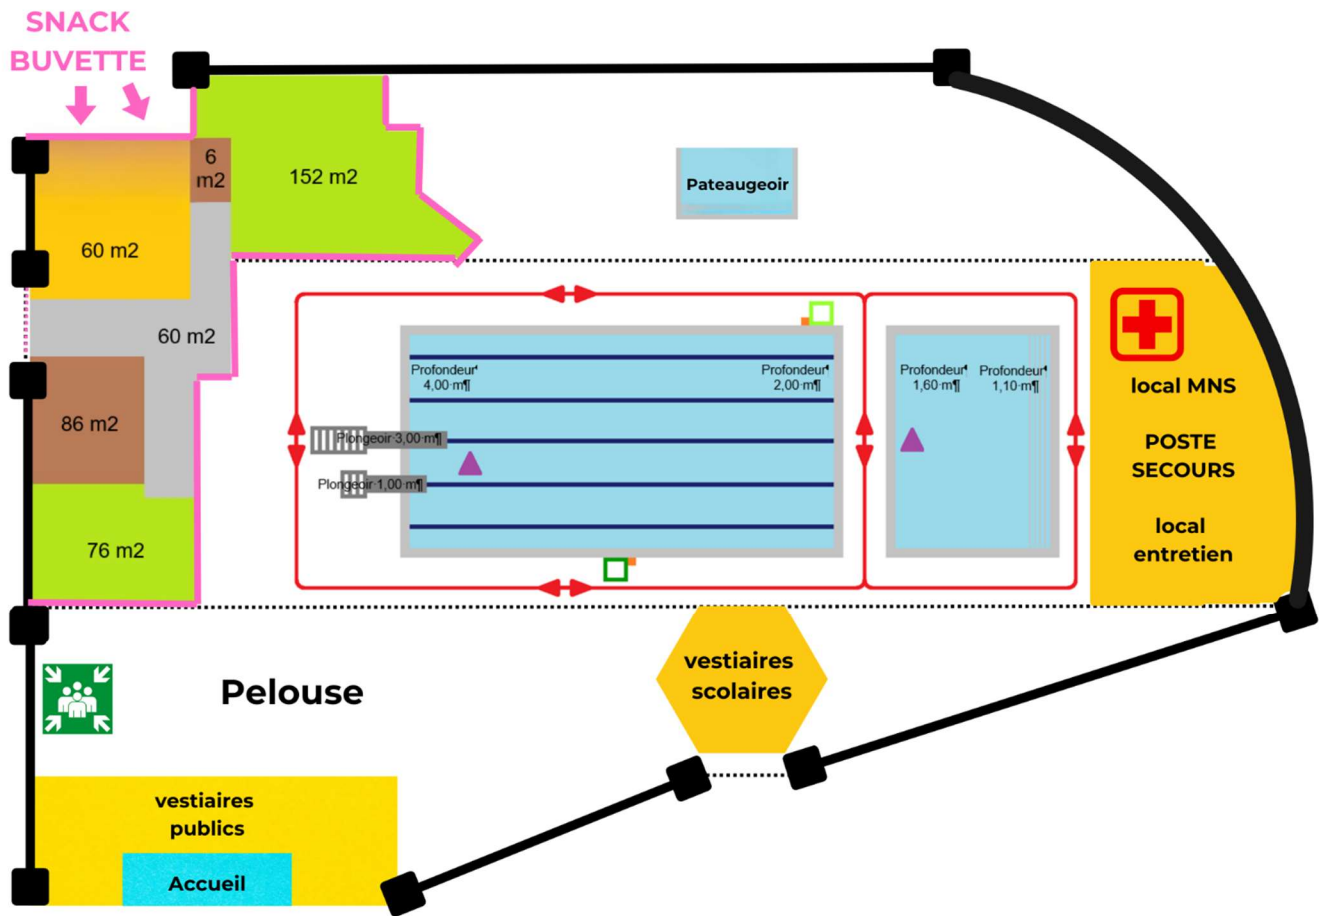 SNACK
BUVETTE
6
m2
152 m2
Pateaugeoir
60 m2
60 m2
86 m2
76 m2
Profondeur
4,00·m¶
Profondeur
2,00·m¶
Profondeur
1,60·m¶
Profondeur
1,10·m¶
Plongeoir·3,00·m¶
Plongeoir·1,00·m¶
local MNS
POSTE
SECOURS
local
entretien
vestiaires
scolaires
Pelouse
vestiaires
publics
Accueil